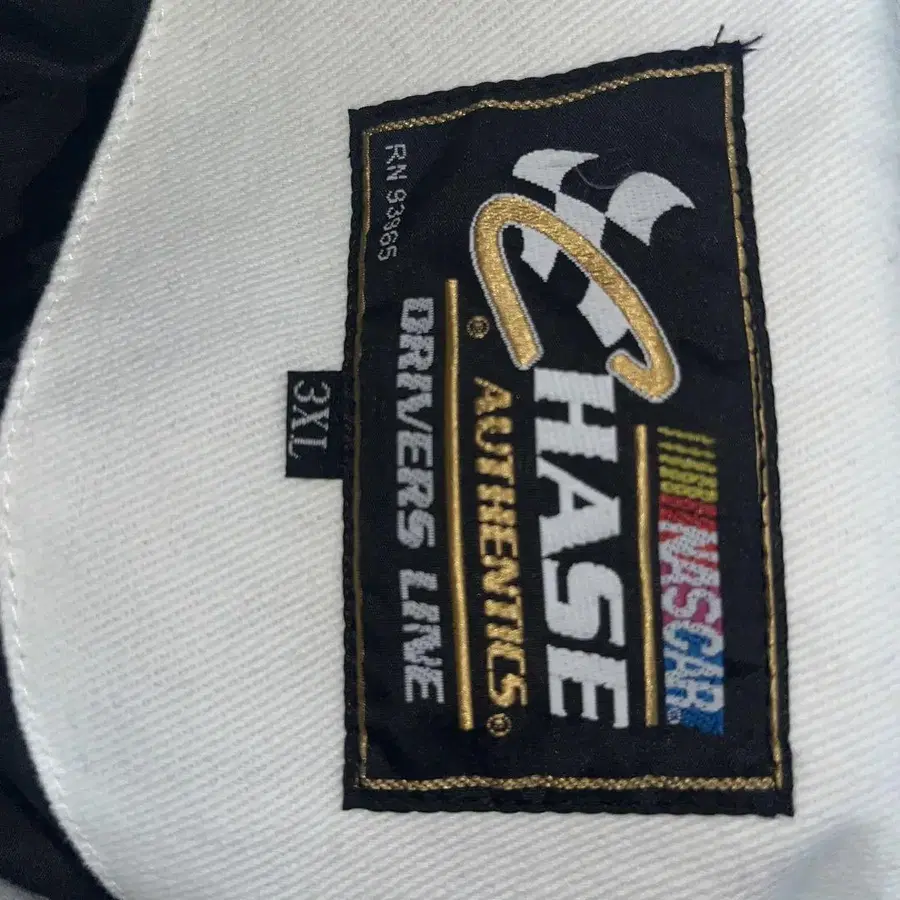 NASCAR®
CHASE
AUTHENTICS®
®
DRIVERS LINE
RN 93965
3XL